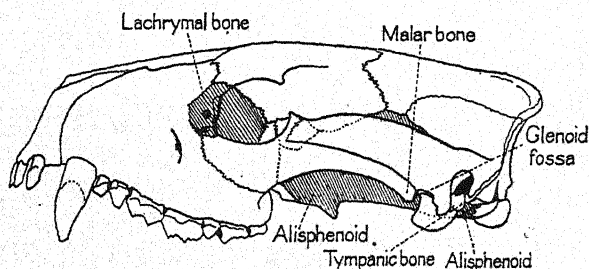 Lachrymal bone
Malar bone
Glenoid
fossa
Alisphenoid
Tympanic bone
Alisphenoid